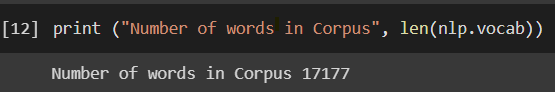 [12] print ("Number of words in Corpus", len(nlp.vocab))
Number of words in Corpus 17177